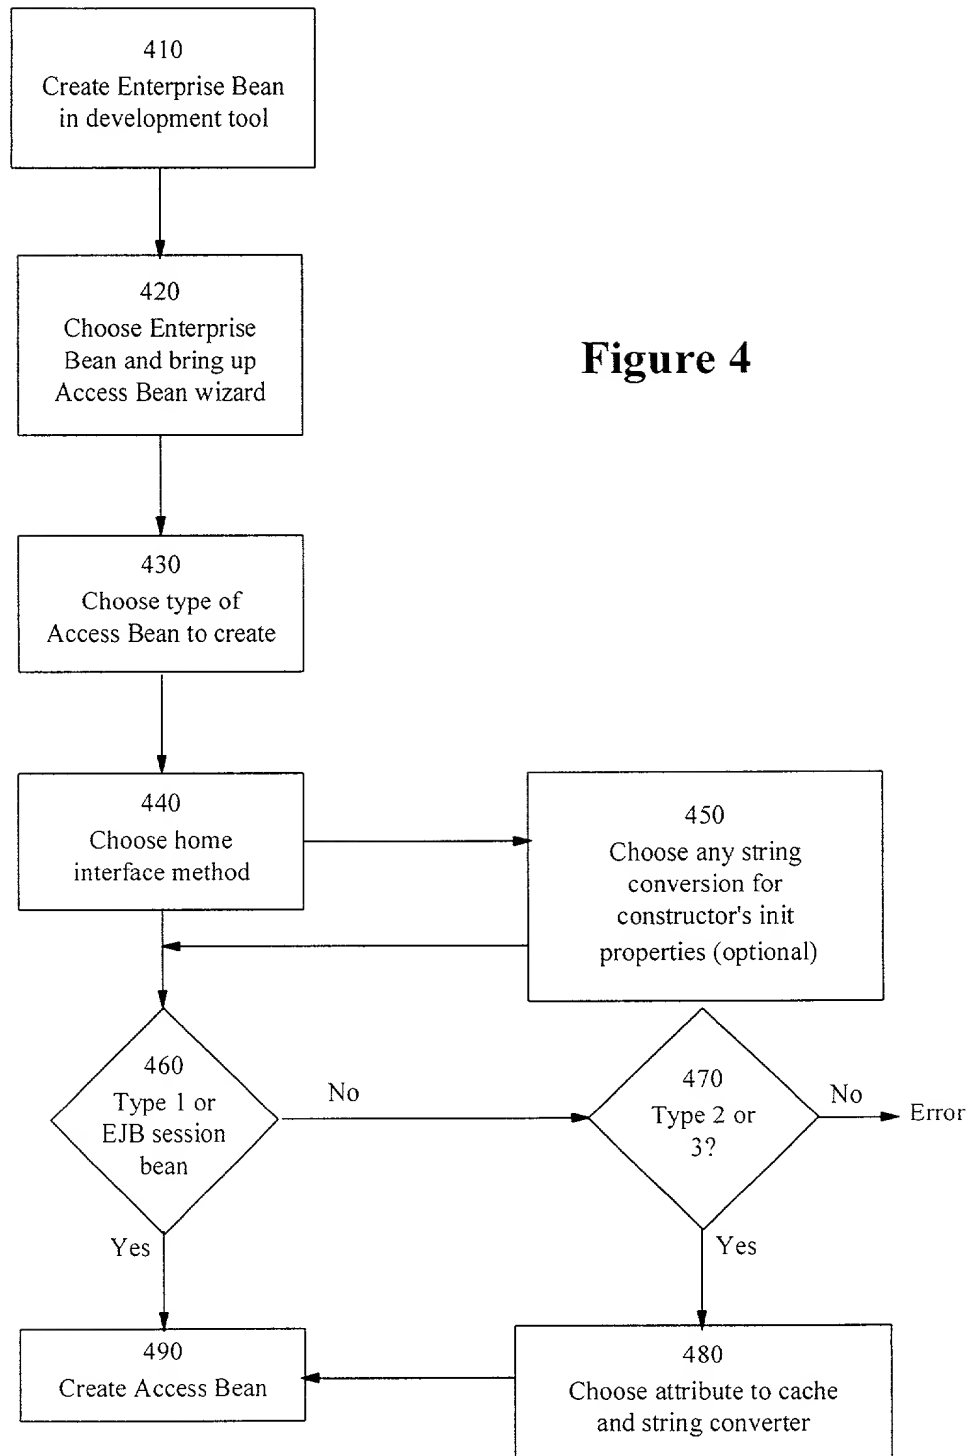 410
Create Enterprise Bean
in development tool
420
Choose Enterprise
Bean and bring up
Access Bean wizard
Figure 4
430
Choose type of
Access Bean to create
440
Choose home
interface method
450
Choose any string
conversion for
constructor's init
properties (optional)
460
Type 1 or
EJB session
bean
No
470
Type 2 or
3?
No
Error
Yes
Yes
490
Create Access Bean
480
Choose attribute to cache
and string converter